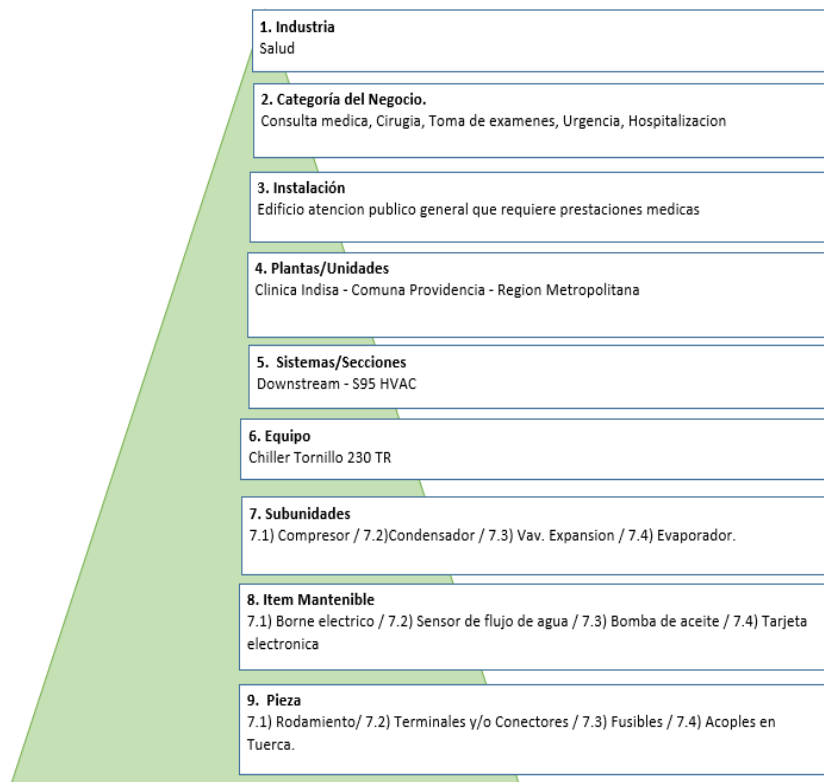 1. Industria
Salud
2. Categoría del Negocio.
Consulta medica, Cirugia, Toma de examenes, Urgencia, Hospitalizacion
3. Instalación
Edificio atencion publico general que requiere prestaciones medicas
4. Plantas/Unidades
Clinica Indisa - Comuna Providencia - Region Metropolitana
5. Sistemas/Secciones
Downstream - S95 HVAC
6. Equipo
Chiller Tornillo 230 TR
7. Subunidades
7.1) Compresor / 7.2)Condensador / 7.3) Vav. Expansion / 7.4) Evaporador.
8. Item Mantenible
7.1) Borne electrico / 7.2) Sensor de flujo de agua / 7.3) Bomba de aceite / 7.4) Tarjeta
electronica
9. Pieza
7.1) Rodamiento/ 7.2) Terminales y/o Conectores / 7.3) Fusibles / 7.4) Acoples en
Tuerca.